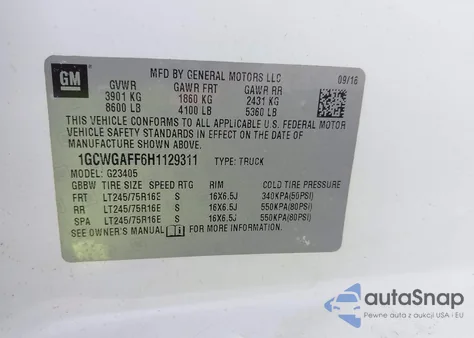 GM
MFD BY GENERAL MOTORS LLC 09/16
GVWR GAWR FRT GAWR RR
3901 KG 1860 KG 2431 KG
8600 LB 4100 LB 5360 LB
THIS VEHICLE CONFORMS TO ALL APPLICABLE U.S. FEDERAL MOTOR
VEHICLE SAFETY STANDARDS IN EFFECT ON THE DATE OF
MANUFACTURE SHOWN ABOVE.
1GCWGAFF6H1129311 TYPE: TRUCK
MODEL: G23405
GBBW TIRE SIZE SPEED RTG RIM COLD TIRE PRESSURE
FRT LT245/75R16E S 16X6.5J 340KPA(50PSI)
RR LT245/75R16E S 16X6.5J 550KPA(80PSI)
SPA LT245/75R16E S 16X6.5J 550KPA(80PSI)
SEE OWNER'S MANUAL FOR MORE INFORMATION.
autoSnap
Pewne auta z aukcji USA i EU